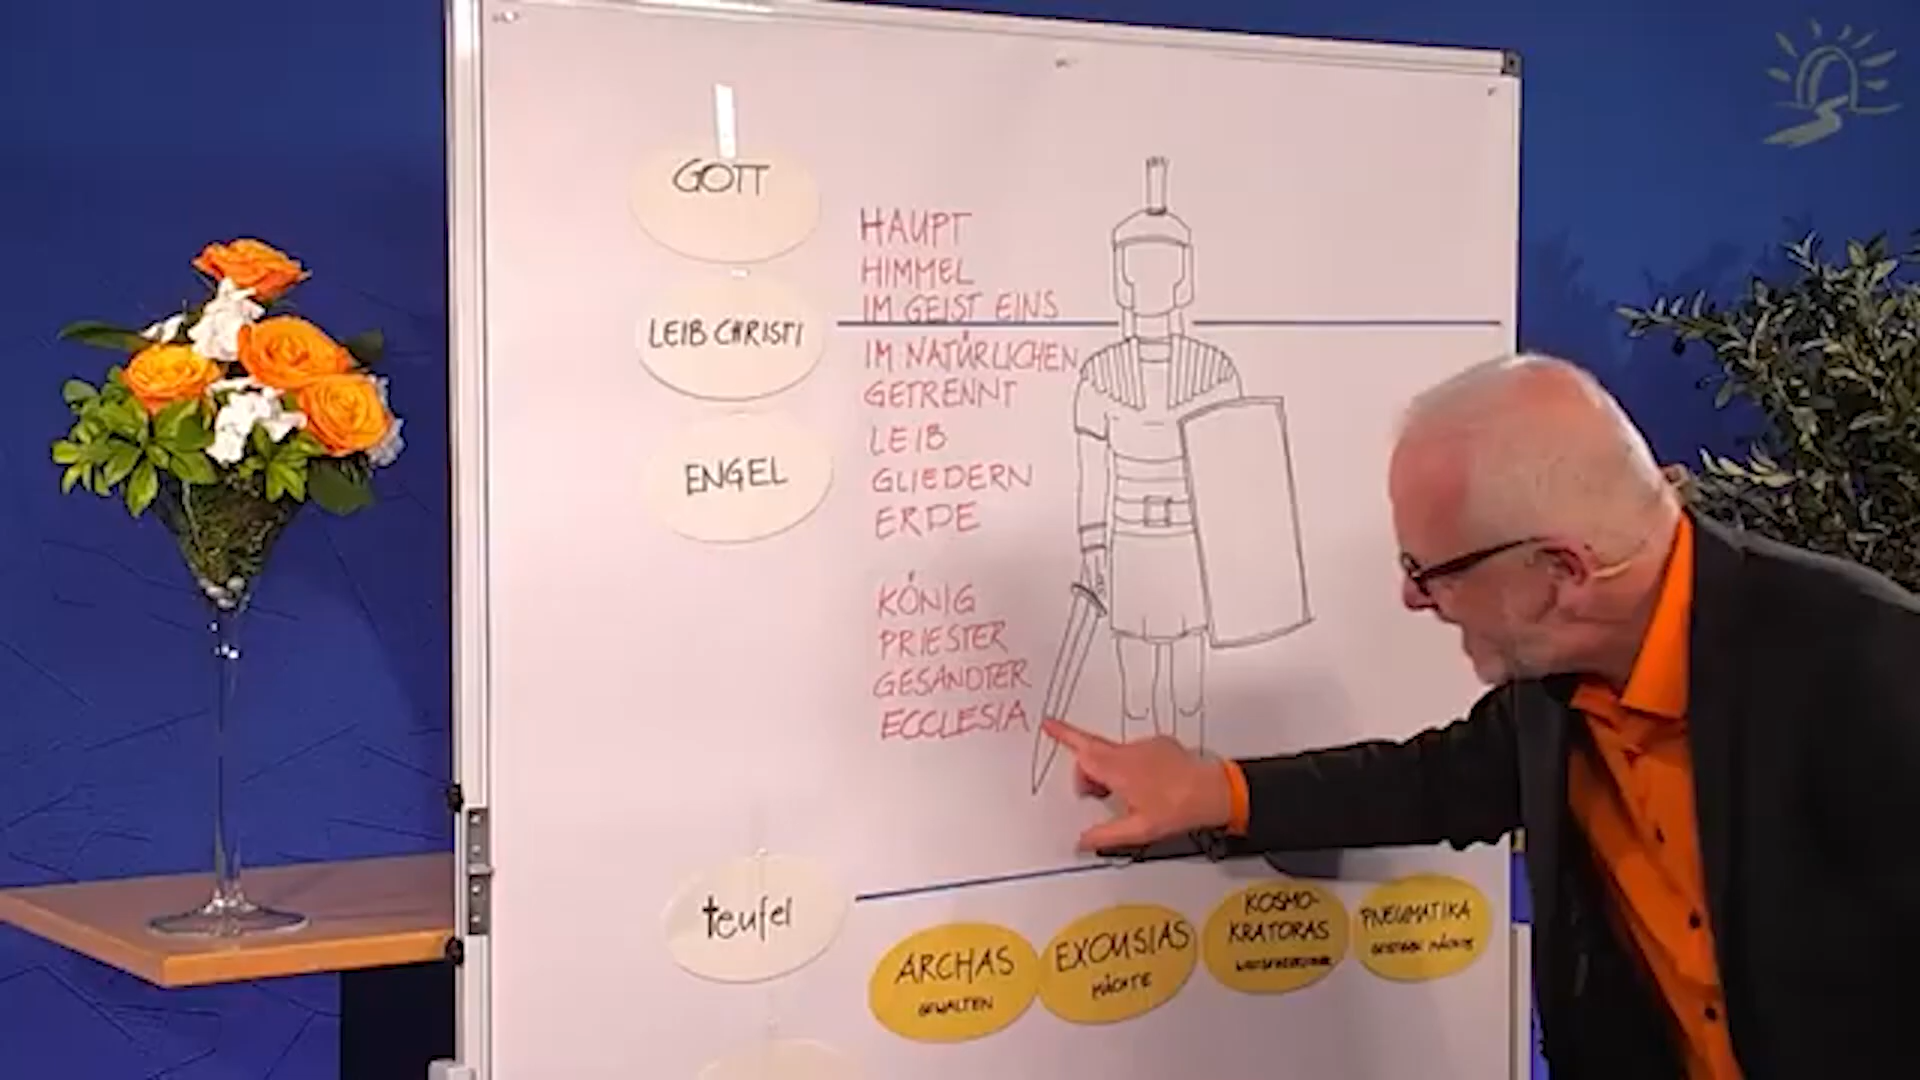 GOTT
HAUPT
HIMMEL
IM GEIST EINS
LEIB CHRISTI
IM NATÜRLICHEN
GETRENNT
LEIB
ENGEL
GLIEDERN
ERDE
KÖNIG
PRIESTER
GESANDTER
ECCLESIA
teufel
ARCHAS
GEWALTEN
EXOUSIAS
MÄCHTE
KOSMO-
KRATORAS
PNEUMATIKA
MÄCHTE